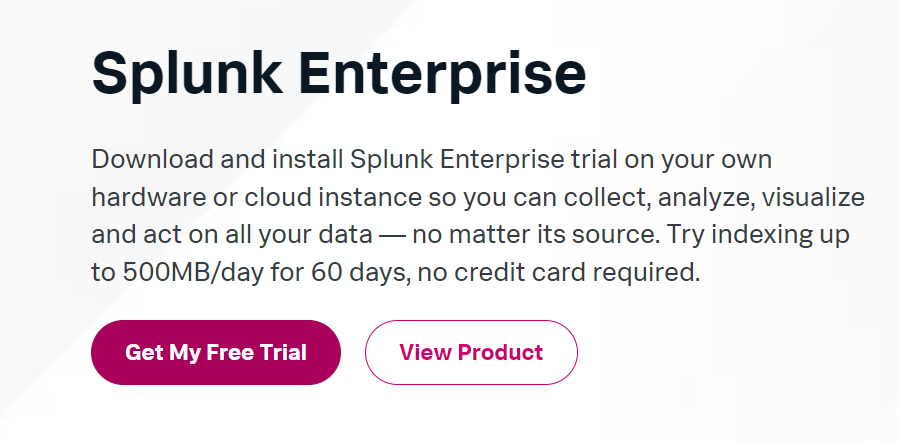 Splunk Enterprise
Download and install Splunk Enterprise trial on your own
hardware or cloud instance so you can collect, analyze, visualize
and act on all your data — no matter its source. Try indexing up
to 500MB/day for 60 days, no credit card required.
Get My Free Trial
View Product